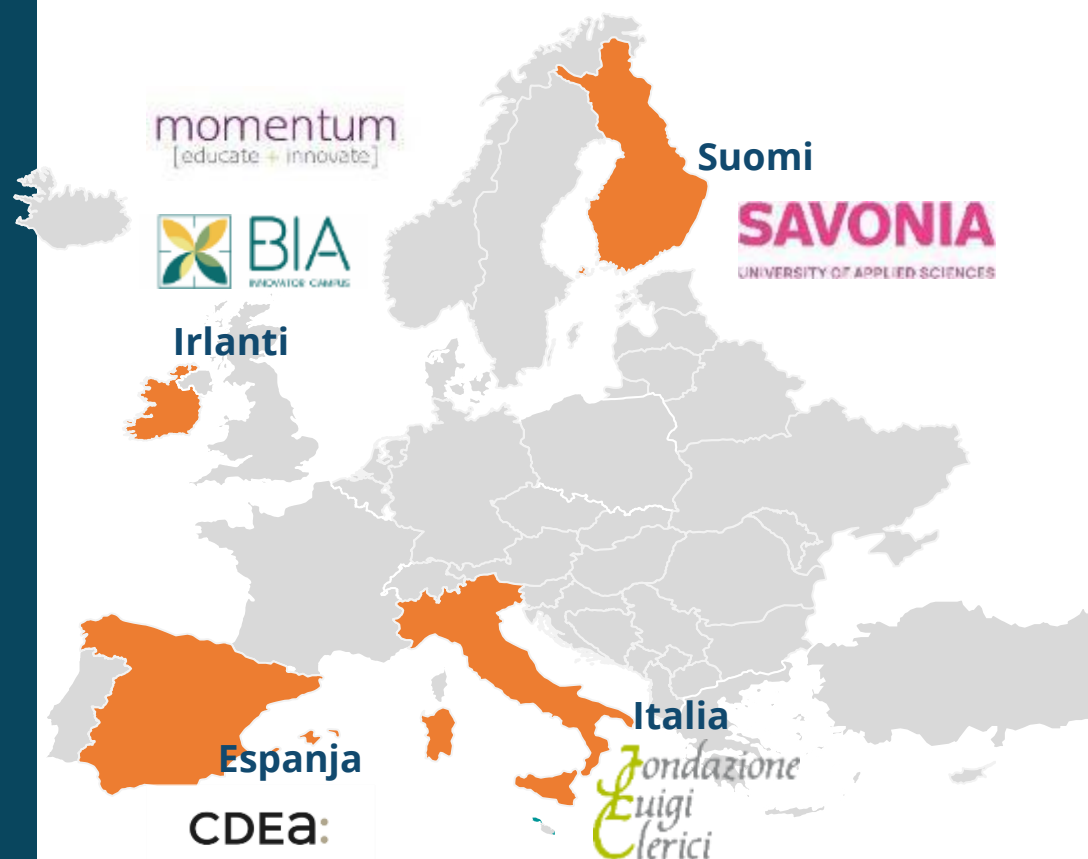 momentum
[educate + innovate]
Suomi
SAVONIA
UNIVERSITY OF APPLIED SCIENCES
BIA
INNOVATOR CAMPUS
Irlanti
Italia
Espanja
Fondazione
Luigi
Clerici
CDEa: